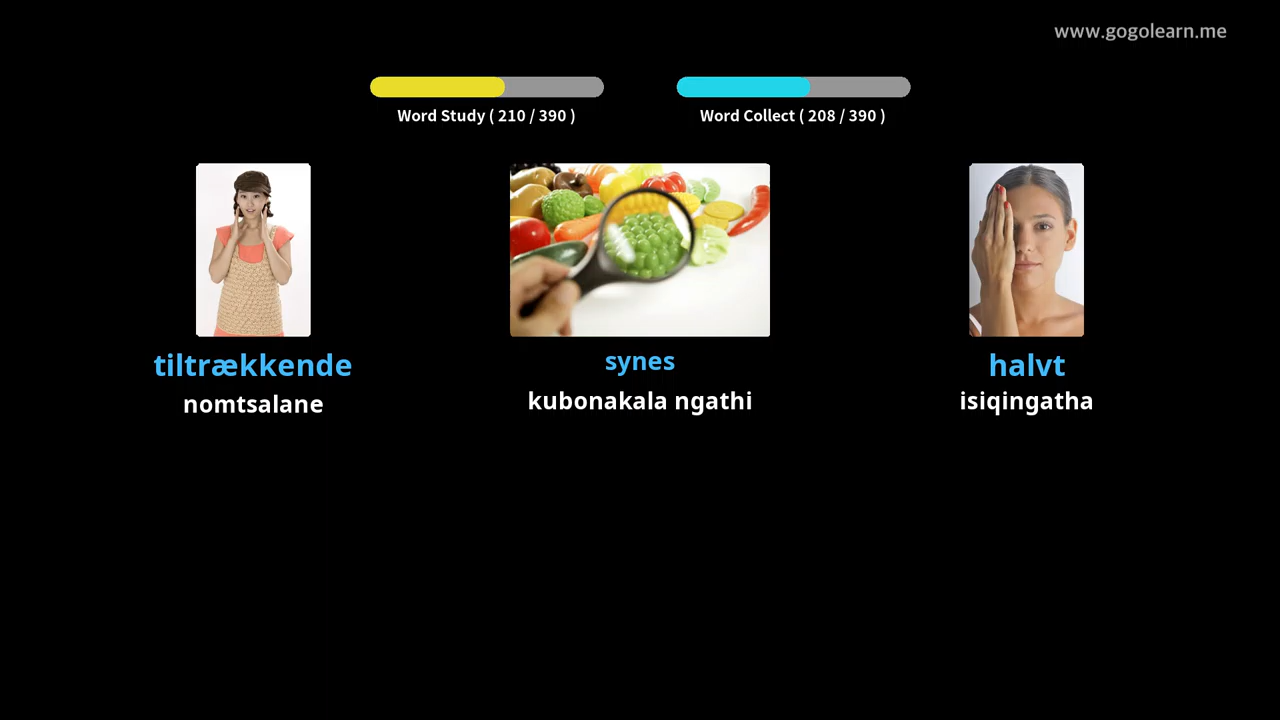 www.gogolearn.me
Word Study ( 210 / 390 )
Word Collect ( 208 / 390 )
tiltrækkende
nomtsalane
synes
kubonakala ngathi
halvt
isiqingatha